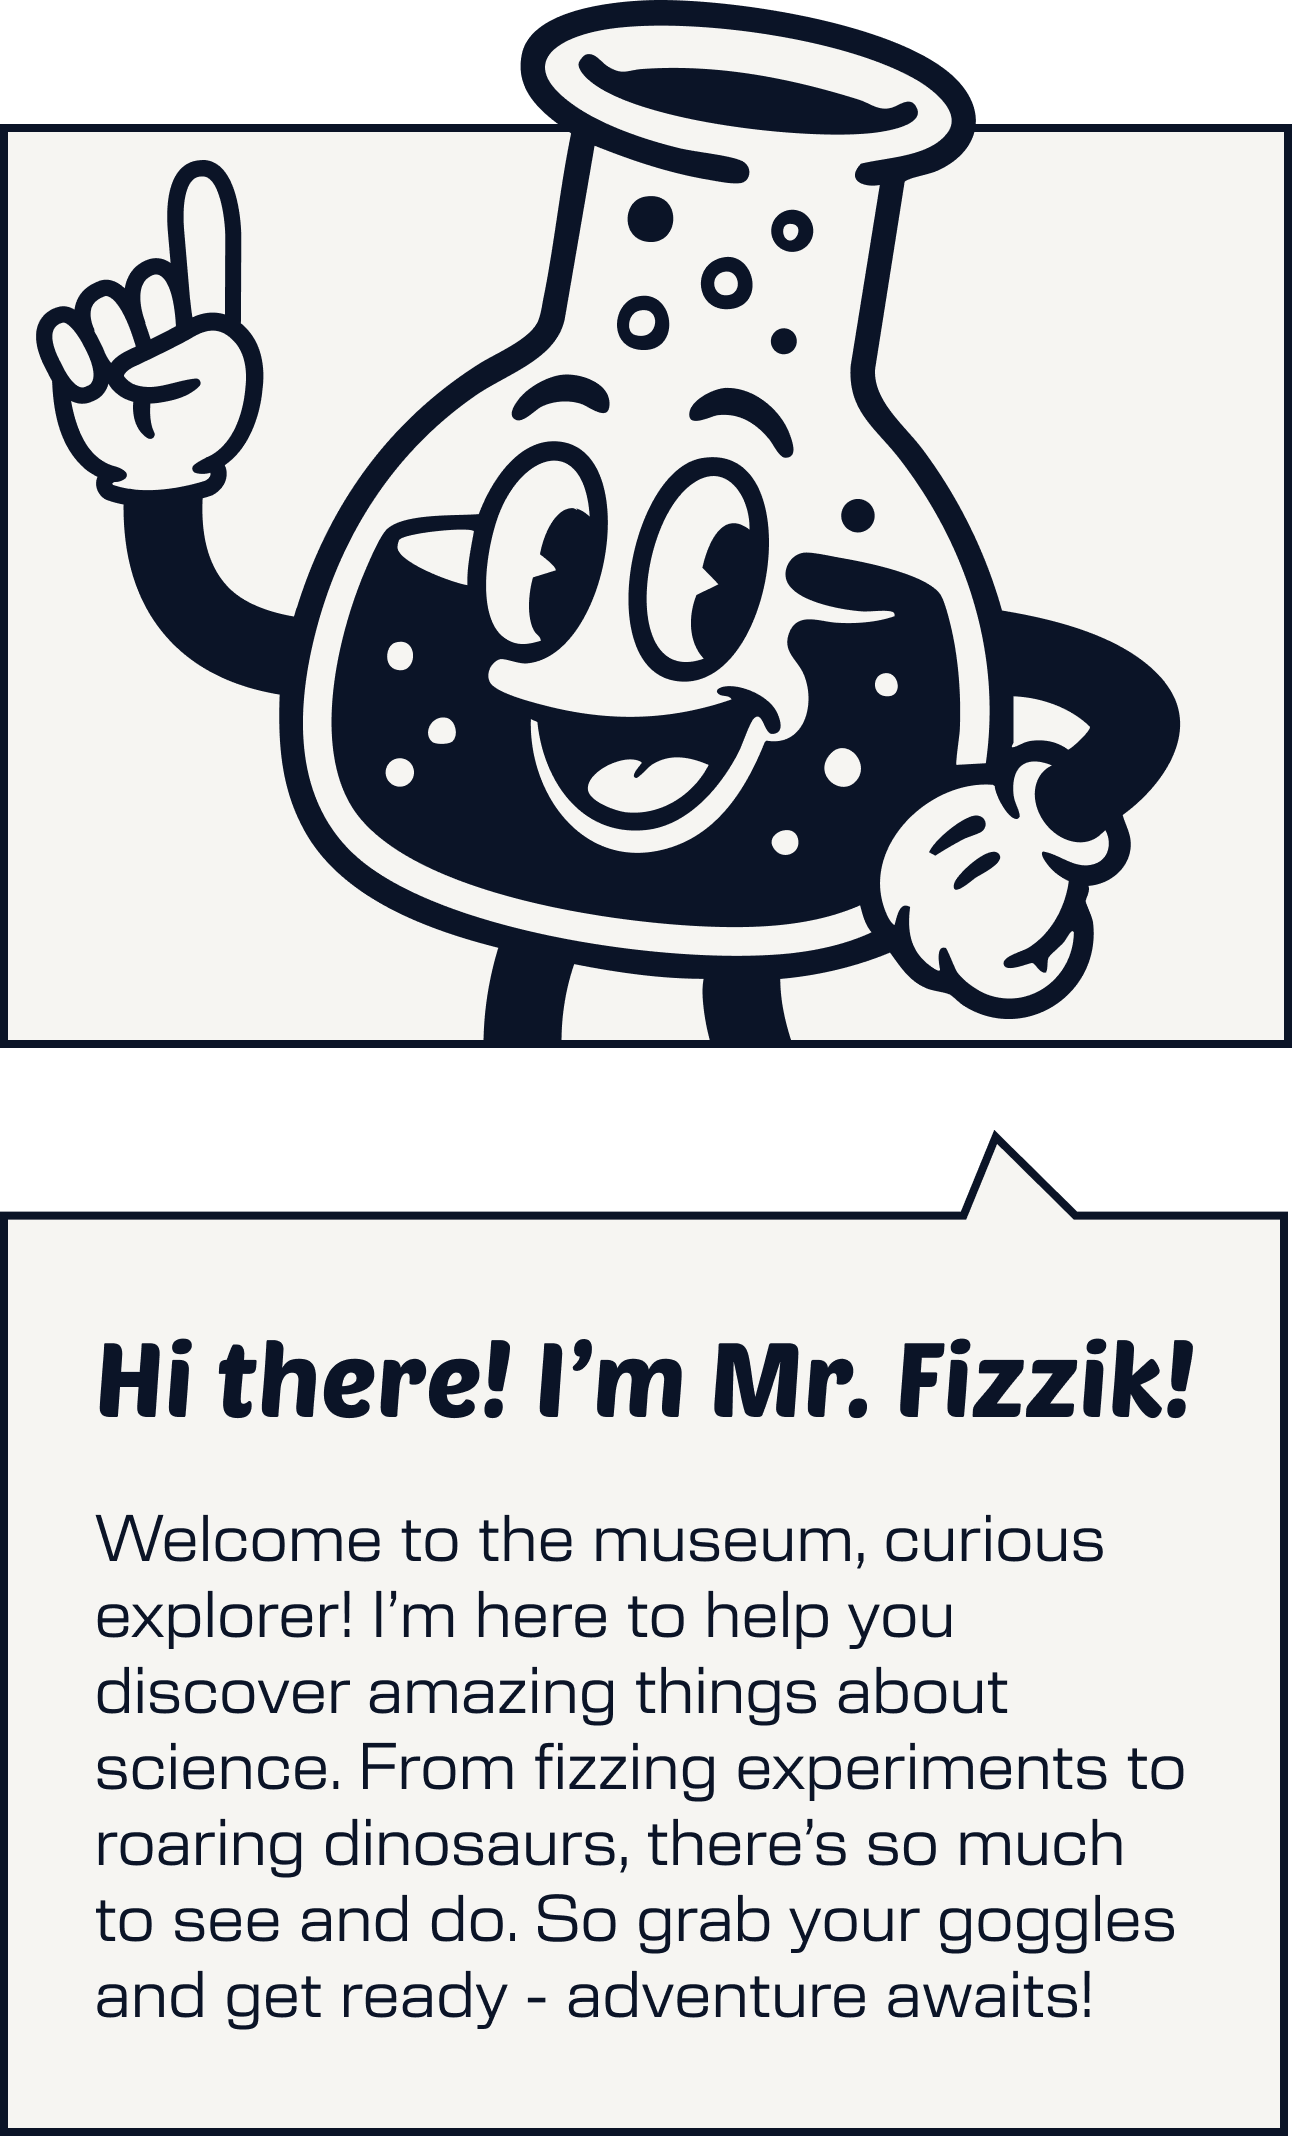 Hi there! I’m Mr. Fizzik!
Welcome to the museum, curious
explorer! I’m here to help you
discover amazing things about
science. From fizzing experiments to
roaring dinosaurs, there’s so much
to see and do. So grab your goggles
and get ready - adventure awaits!